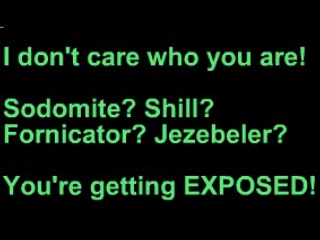 I don't care who you are!
Sodomite? Shill?
Fornicator? Jezebeler?
You're getting EXPOSED!